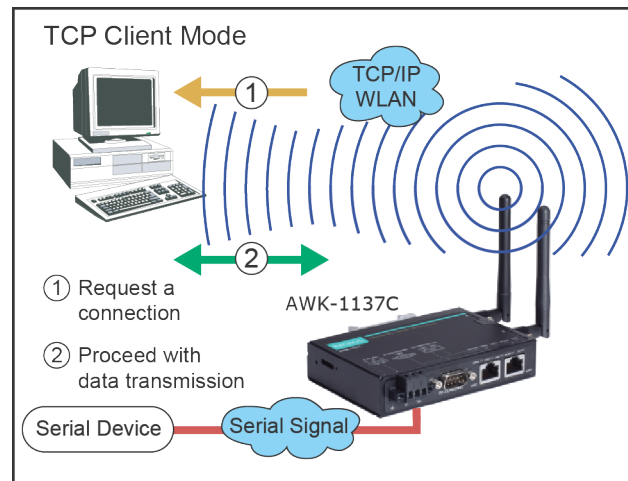 TCP Client Mode
1
TCP/IP
WLAN
2
1 Request a
connection
AWK-1137C
2 Proceed with
data transmission
Serial Device
Serial Signal